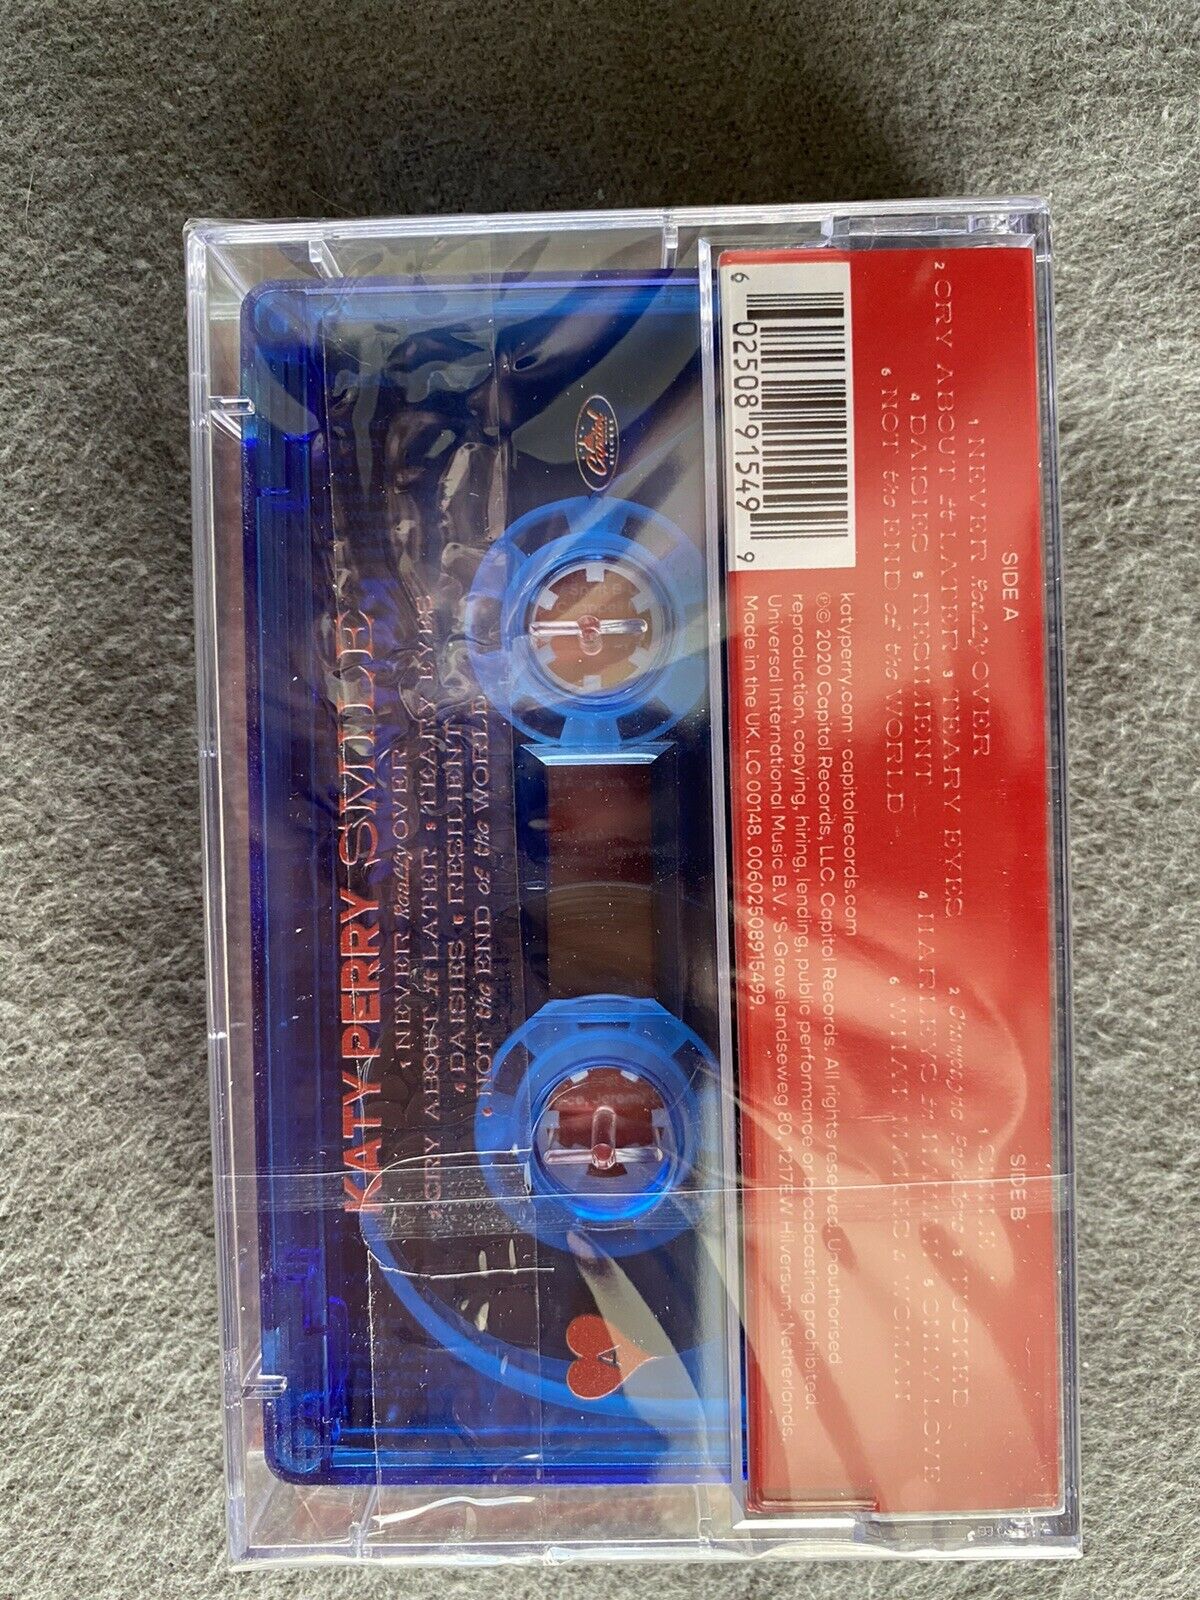 SIDE A
1 NEVER Really OVER
2 CRY ABOUT it LATER 3 TEARY EYES
4 DAISIES 5 RESILIENT
6 NOT the END of the WORLD
SIDE B
1 SMILE
2 Champagne Problems 3 TUCKED
4 HARLEYS in HAWAII 5 ONLY LOVE
6 WHAT MAKES a WOMAN
6 02508 91549 9
katyperry.com · capitolrecords.com
℗© 2020 Capitol Records, LLC. Capitol Records. All rights reserved. Unauthorised
reproduction, copying, hiring, lending, public performance or broadcasting prohibited.
Universal International Music B.V. 'S-Gravelandseweg 80, 1217EW Hilversum, Netherlands.
Made in the UK. LC 00148. 00602508915499.
Capitol
RECORDS
A
KATY PERRY SMILE
1 NEVER Really OVER
2 CRY ABOUT it LATER 3 TEARY EYES
4 DAISIES 5 RESILIENT
6 NOT the END of the WORLD